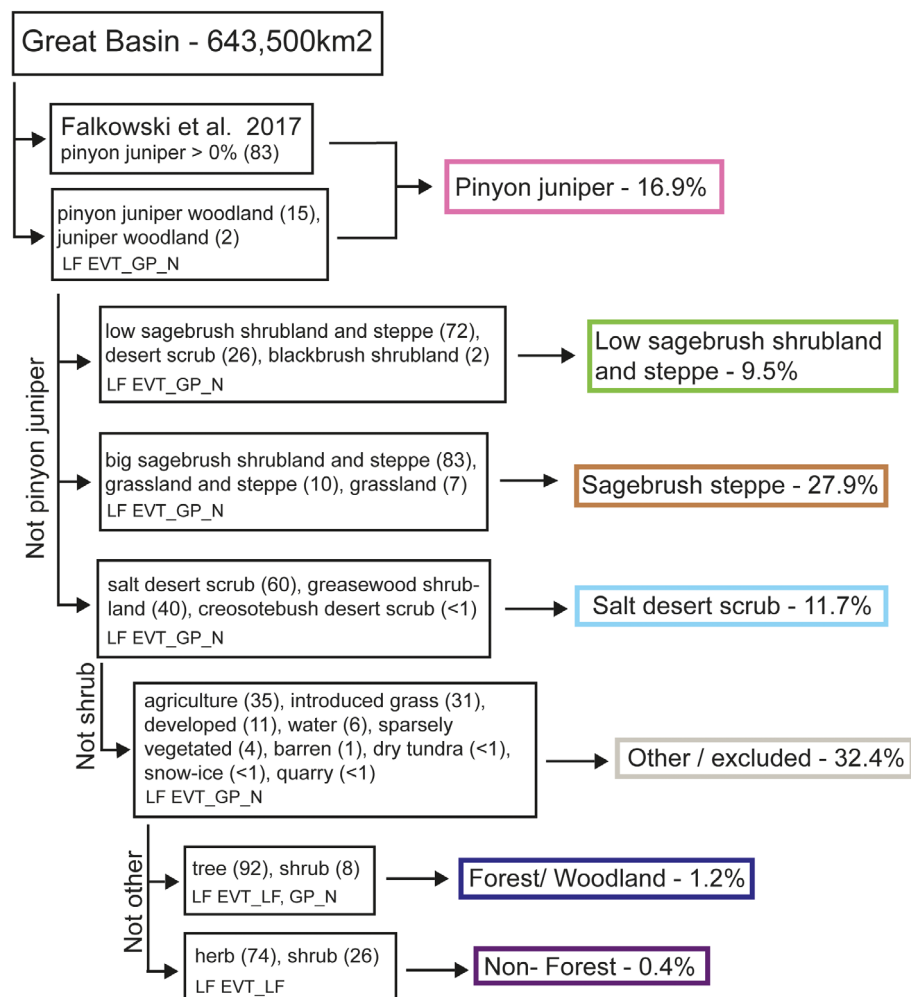 Great Basin - 643,500km2
Falkowski et al.  2017
pinyon juniper > 0% (83)
Pinyon juniper - 16.9%
pinyon juniper woodland (15),
juniper woodland (2)
LF EVT_GP_N
Not pinyon juniper
low sagebrush shrubland and steppe (72),
desert scrub (26), blackbrush shrubland (2)
LF EVT_GP_N
Low sagebrush shrubland
and steppe - 9.5%
big sagebrush shrubland and steppe (83),
grassland and steppe (10), grassland (7)
LF EVT_GP_N
Sagebrush steppe - 27.9%
salt desert scrub (60), greasewood shrub-
land (40), creosotebush desert scrub (<1)
LF EVT_GP_N
Salt desert scrub - 11.7%
Not shrub
agriculture (35), introduced grass (31),
developed (11), water (6), sparsely
vegetated (4), barren (1), dry tundra (<1),
snow-ice (<1), quarry (<1)
LF EVT_GP_N
Other / excluded - 32.4%
Not other
tree (92), shrub (8)
LF EVT_LF, GP_N
Forest/ Woodland - 1.2%
herb (74), shrub (26)
LF EVT_LF
Non- Forest - 0.4%